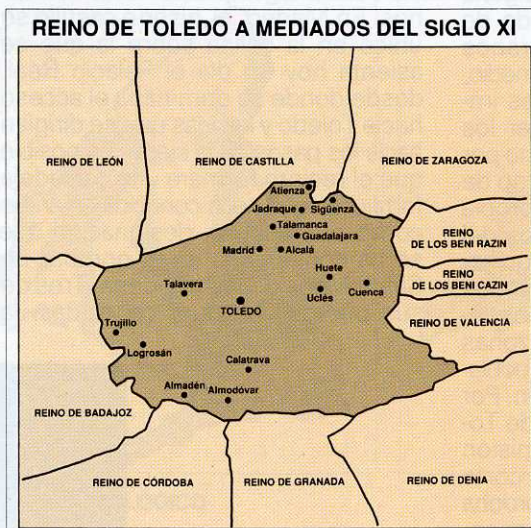 REINO DE TOLEDO A MEDIADOS DEL SIGLO XI
REINO DE LEÓN
REINO DE CASTILLA
REINO DE ZARAGOZA
Atienza
Jadraque
Sigüenza
Talamanca
Guadalajara
Madrid
Alcalá
REINO
DE LOS BENI RAZIN
Huete
REINO
DE LOS BENI CAZIN
Talavera
Uclés
Cuenca
TOLEDO
REINO DE VALENCIA
Trujillo
Logrosán
Calatrava
Almadén
Almodóvar
REINO DE BADAJOZ
REINO DE CÓRDOBA
REINO DE GRANADA
REINO DE DENIA